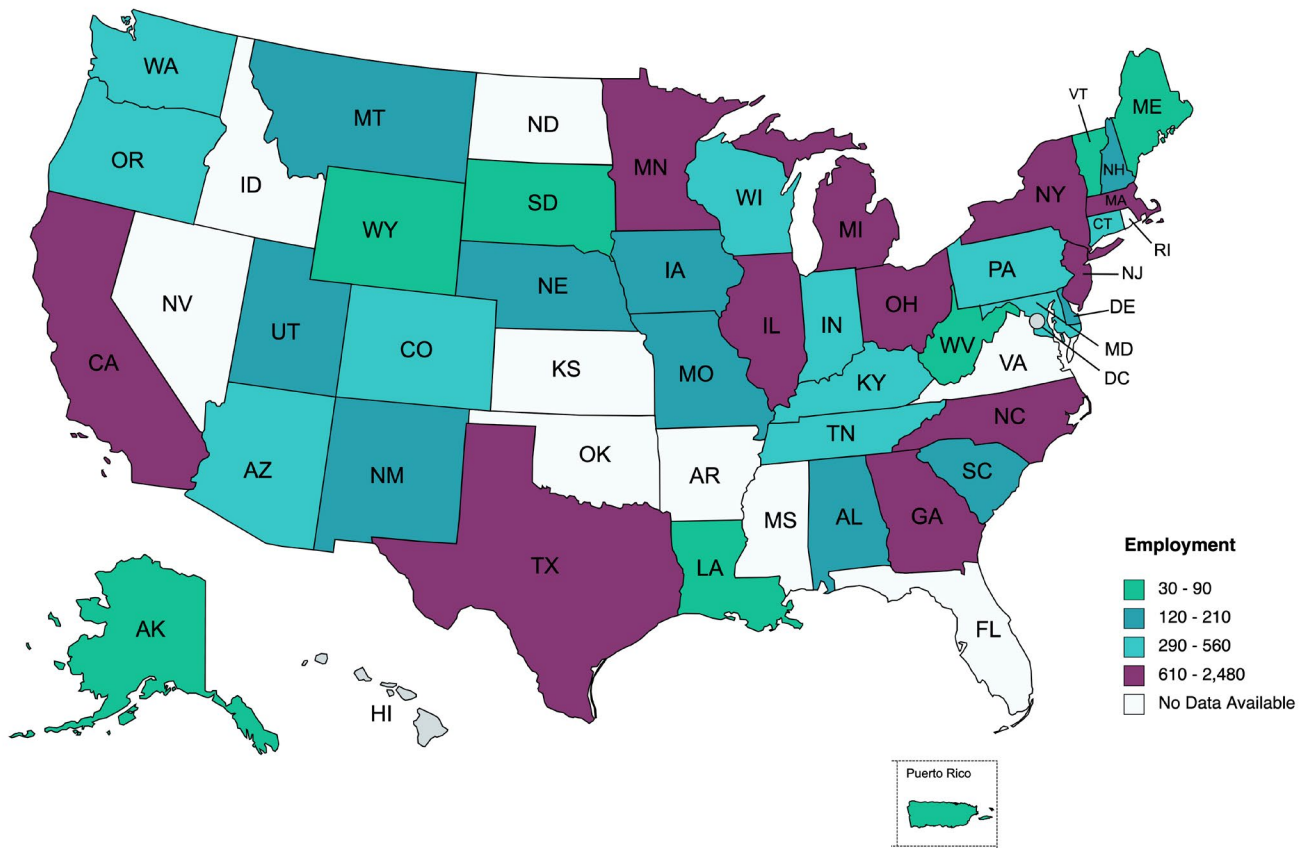 WA
MT
ND
MN
VT
ME
OR
ID
SD
WI
NH
NY
MA
WY
MI
CT
RI
IA
PA
NJ
NE
NV
UT
CO
IL
IN
OH
DE
WV
MD
CA
KS
MO
KY
VA
DC
NC
TN
AZ
NM
OK
AR
SC
MS
AL
GA
TX
LA
Employment
30 - 90
120 - 210
290 - 560
610 - 2,480
No Data Available
AK
FL
HI
Puerto Rico